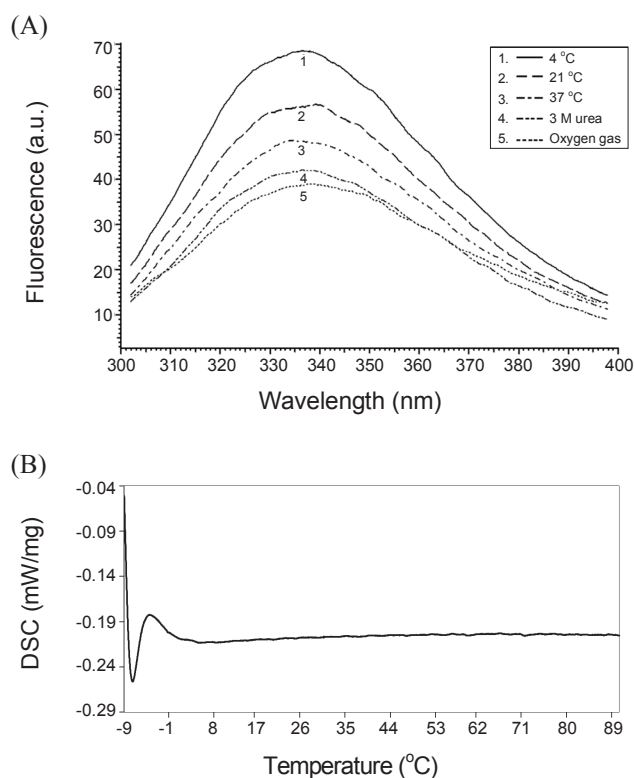 (A)
Fluorescence (a.u.)
70
60
50
40
30
20
10
1
2
3
4
5
1. 4 °C
2. 21 °C
3. 37 °C
4. 3 M urea
5. Oxygen gas
300 310 320 330 340 350 360 370 380 390 400
Wavelength (nm)
(B)
DSC (mW/mg)
-0.04
-0.09
-0.14
-0.19
-0.24
-0.29
-9 -1 8 17 26 35 44 53 62 71 80 89
Temperature (°C)